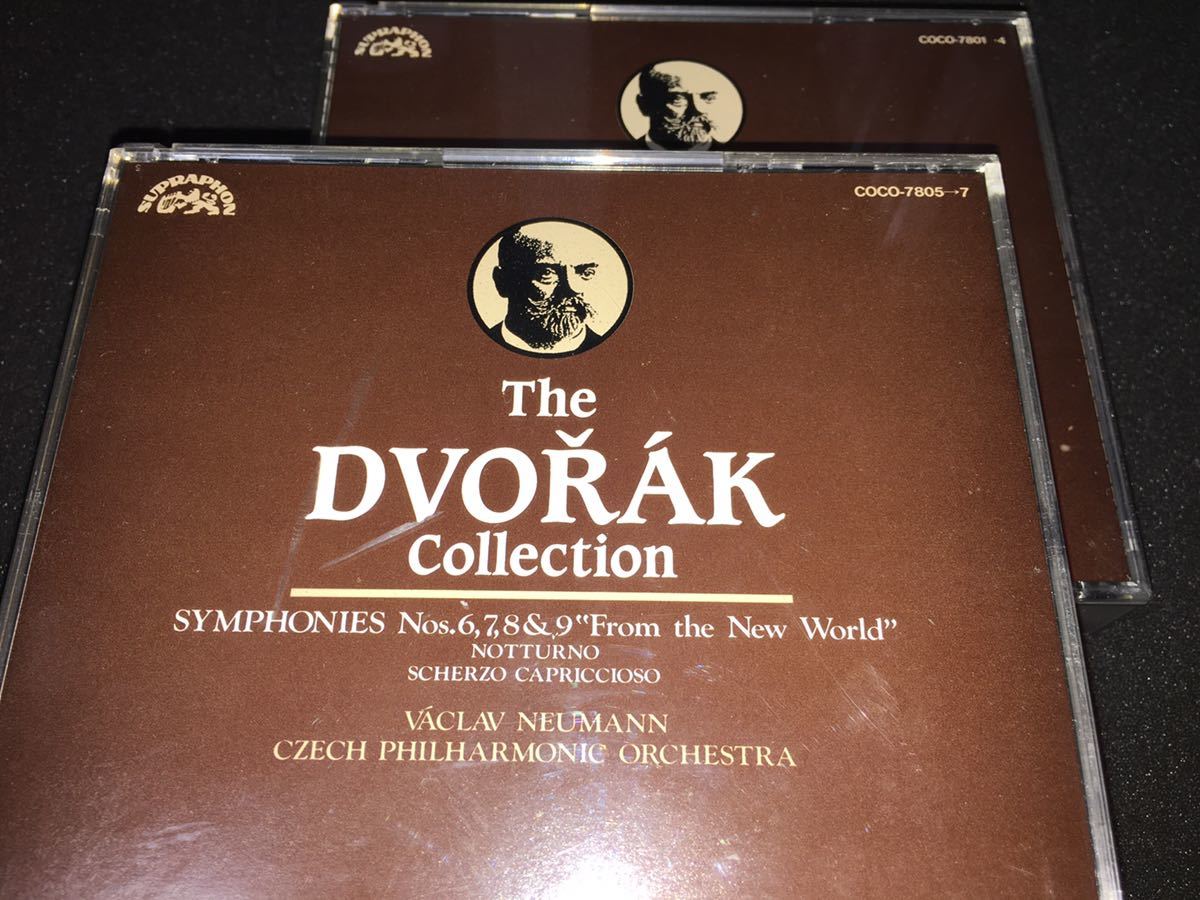 SUPRAPHON
COCO-7801→4
SUPRAPHON
COCO-7805→7
The
DVOŘÁK
Collection
SYMPHONIES Nos.6,7,8&9 "From the New World"
NOTTURNO
SCHERZO CAPRICCIOSO
VÁCLAV NEUMANN
CZECH PHILHARMONIC ORCHESTRA